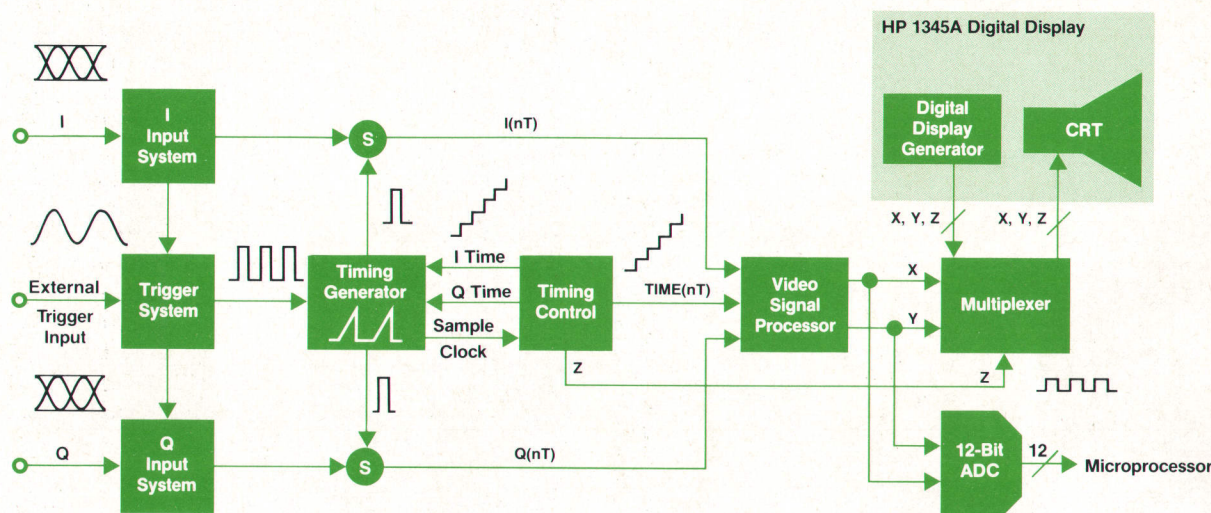 HP 1345A Digital Display
I
I
Input
System
S
I(nT)
Digital
Display
Generator
CRT
X, Y, Z
X, Y, Z
External
Trigger
Input
Trigger
System
Timing
Generator
I Time
Q Time
Sample
Clock
Timing
Control
TIME(nT)
Video
Signal
Processor
X
Y
Multiplexer
Z
Z
Q
Q
Input
System
S
Q(nT)
12-Bit
ADC
12
Microprocessor